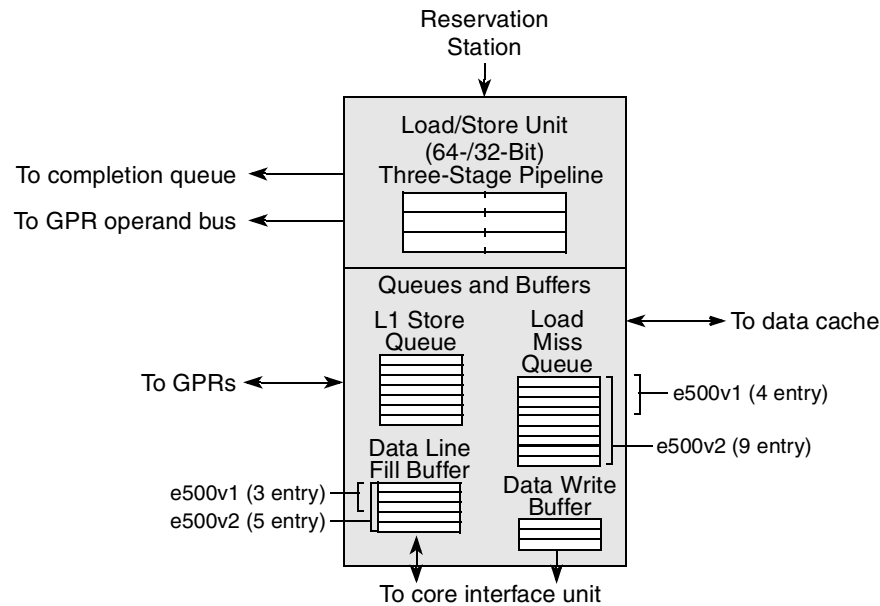 Reservation
Station
Load/Store Unit
(64-/32-Bit)
Three-Stage Pipeline
To completion queue
To GPR operand bus
Queues and Buffers
L1 Store
Queue
Load
Miss
Queue
To data cache
To GPRs
e500v1 (4 entry)
e500v2 (9 entry)
Data Line
Fill Buffer
e500v1 (3 entry)
e500v2 (5 entry)
Data Write
Buffer
To core interface unit